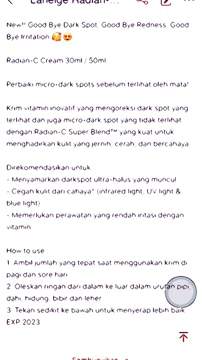 Laneige Radian-...
New!! Good Bye Dark Spot, Good Bye Redness, Good
Bye Irritation 🥰😍
Radian-C Cream 30ml / 50ml
Perbaiki micro-dark spots sebelum terlihat oleh mata*
Krim vitamin inovatif yang mengoreksi dark spot yang
terlihat dan juga micro-dark spot yang tidak terlihat
dengan Radian-C Super Blend™ yang kuat untuk
menghadirkan kulit yang jernih, cerah, dan bercahaya
Direkomendasikan untuk
- Menyamarkan darkspot ultra-halus yang muncul
- Cegah kulit dari cahaya* (infrared light, UV light &
blue light)
- Memerlukan perawatan yang rendah iritasi dengan
vitamin
How to use
1. Ambil jumlah yang tepat saat menggunakan krim di
pagi dan sore hari
2. Oleskan ringan dari dalam ke luar dalam urutan pipi,
dahi, hidung, bibir dan leher
3. Tekan sedikit ke bawah untuk menyerap lebih baik
EXP 2023